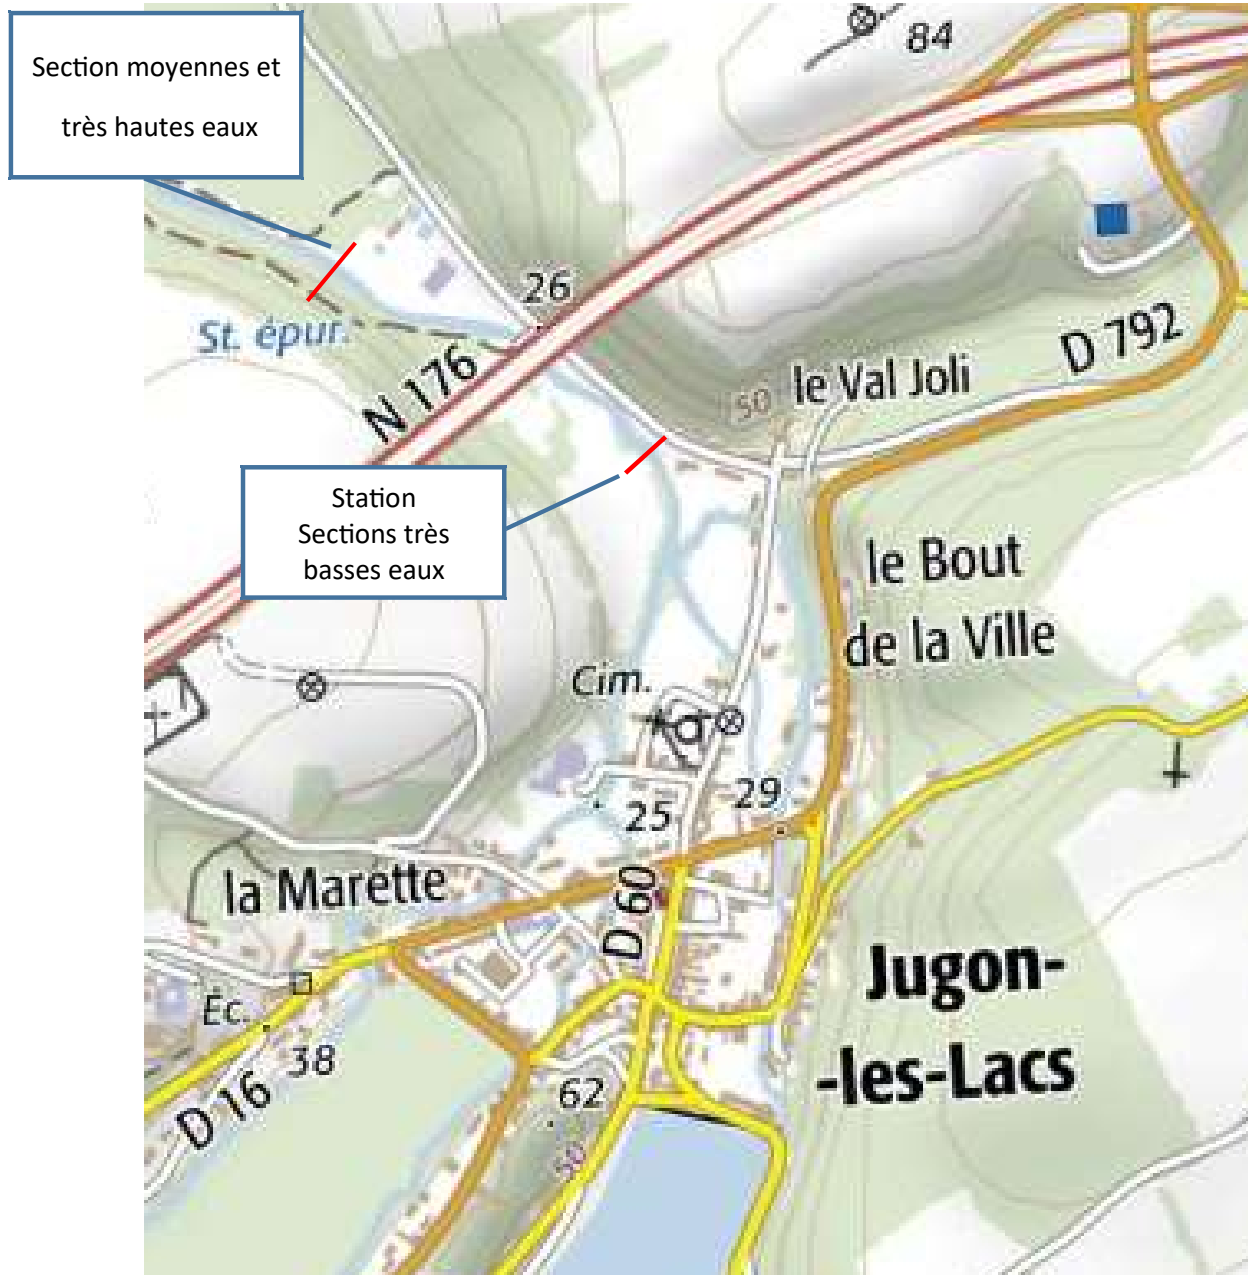 Section moyennes et
très hautes eaux
84
26
St. épur.
N 176
D 792
le Val Joli
50
Station
Sections très
basses eaux
le Bout
de la Ville
Cim.
25
29
la Marette
D 60
Jugon-
-les-Lacs
Éc.
38
D 16
62
50